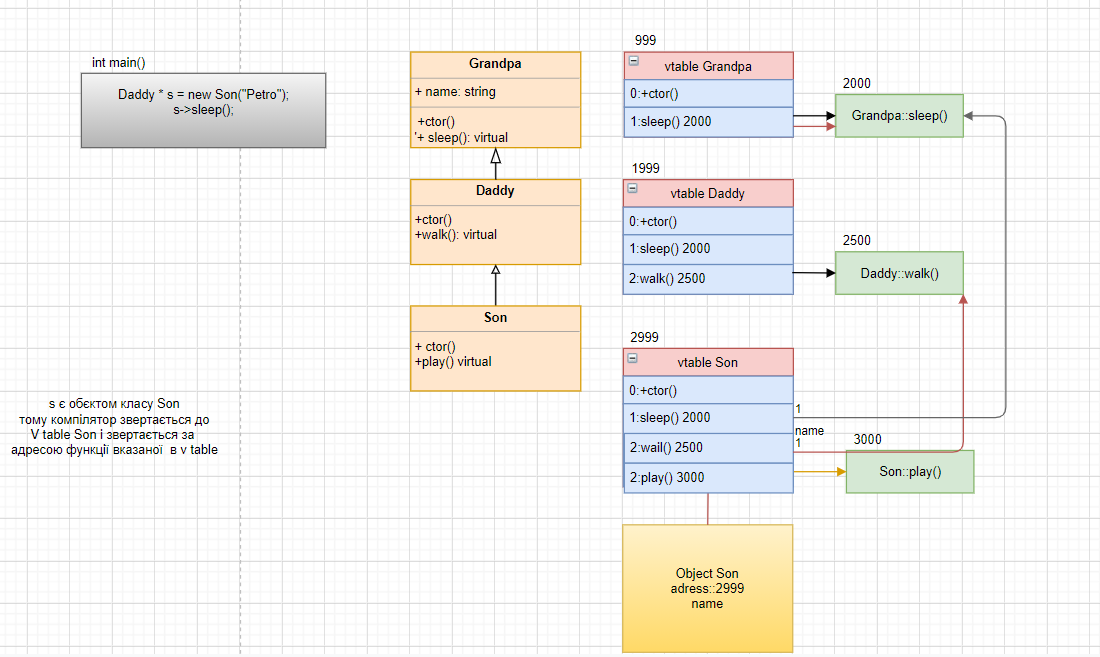 int main()
Daddy * s = new Son("Petro");
s->sleep();
s є обєктом класу Son
тому компілятор звертається до
V table Son і звертається за
адресою функції вказаної в v table
Grandpa
+ name: string
+ctor()
'+ sleep(): virtual
Daddy
+ctor()
+walk(): virtual
Son
+ ctor()
+play() virtual
999
vtable Grandpa
0:+ctor()
1:sleep() 2000
2000
Grandpa::sleep()
1999
vtable Daddy
0:+ctor()
1:sleep() 2000
2:walk() 2500
2500
Daddy::walk()
2999
vtable Son
0:+ctor()
1:sleep() 2000
2:wail() 2500
2:play() 3000
1
name
1
3000
Son::play()
Object Son
adress::2999
name